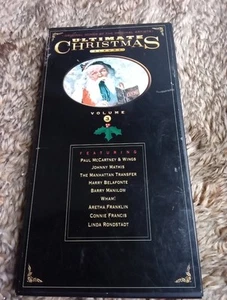 ULTIMATE
CHRISTMAS
VOLUME
3
FEATURING
PAUL MCCARTNEY & WINGS
JOHNNY MATHIS
THE MANHATTAN TRANSFER
HARRY BELAFONTE
BARRY MANILOW
WHAM!
ARETHA FRANKLIN
CONNIE FRANCIS
LINDA RONDSTADT